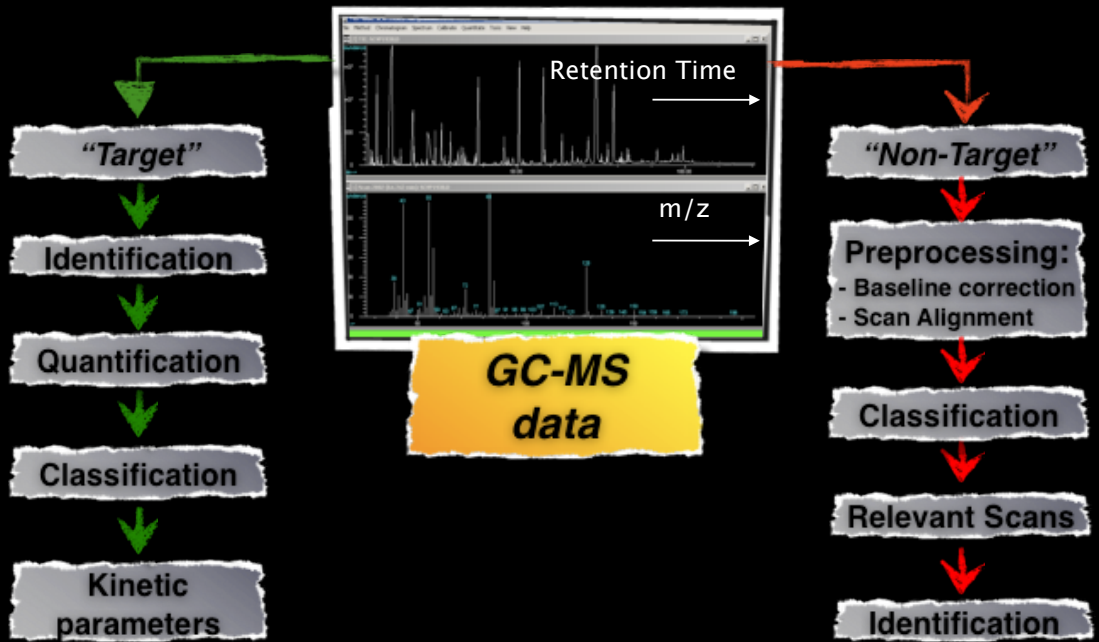 Retention Time
m/z
GC-MS
data
“Target”
Identification
Quantification
Classification
Kinetic
parameters
“Non-Target”
Preprocessing:
- Baseline correction
- Scan Alignment
Classification
Relevant Scans
Identification